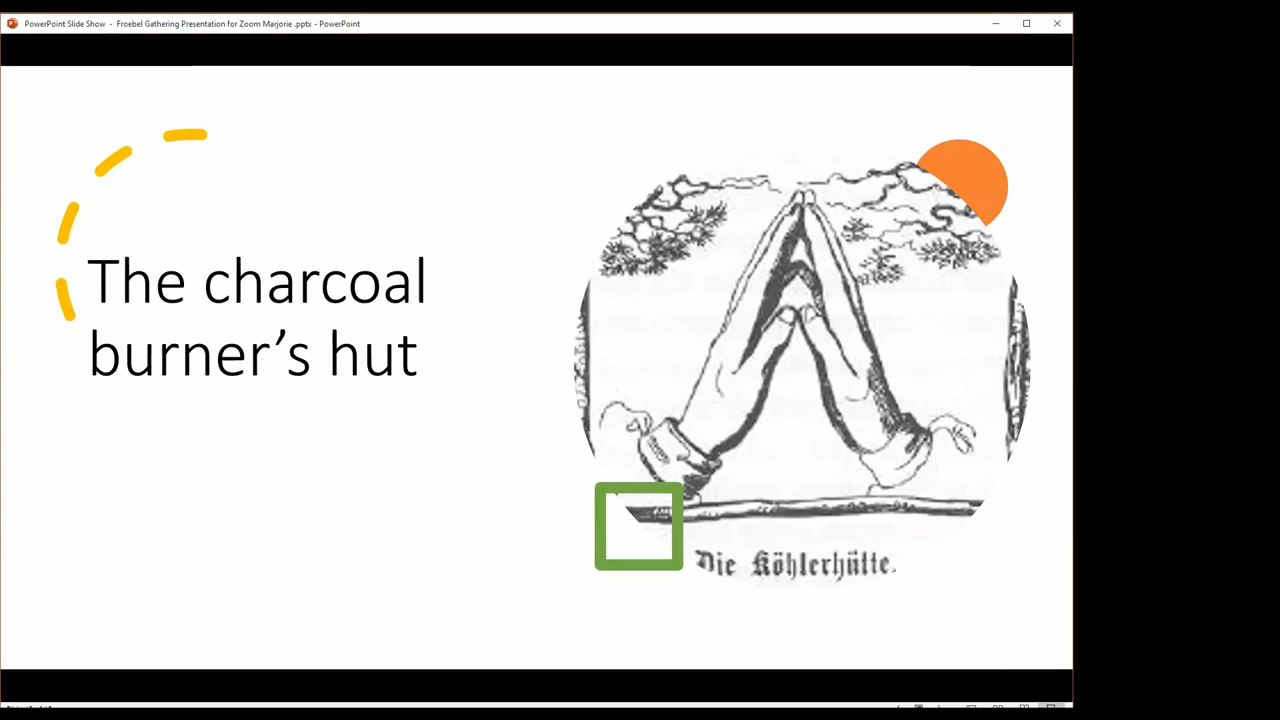 PowerPoint Slide Show - Froebel Gathering Presentation for Zoom Marjorie .pptx - PowerPoint
The charcoal
burner’s hut
Die Köhlerhütte.